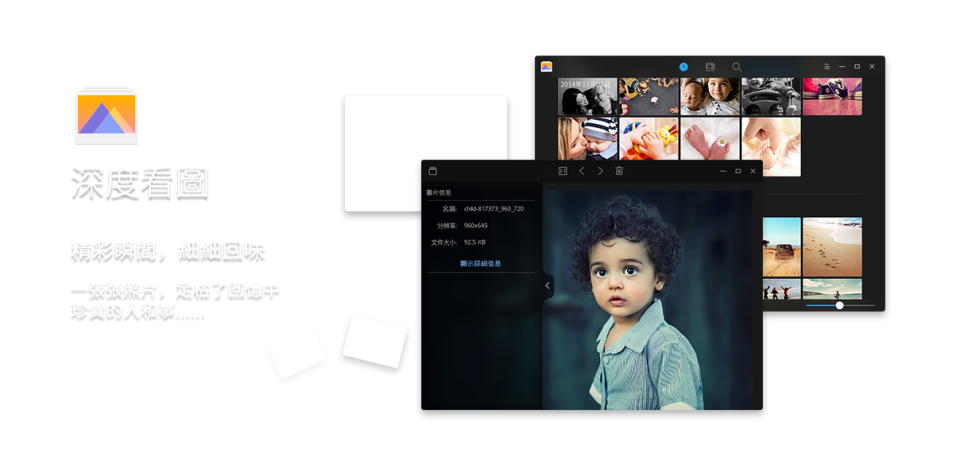 深度看圖
精彩瞬間，細細回味
一張張照片，定格了回憶中
珍貴的人和事......
2014年12月02日
圖片信息
名稱: child-817373_960_720
分辨率: 960x645
文件大小: 92.5 KB
顯示詳細信息